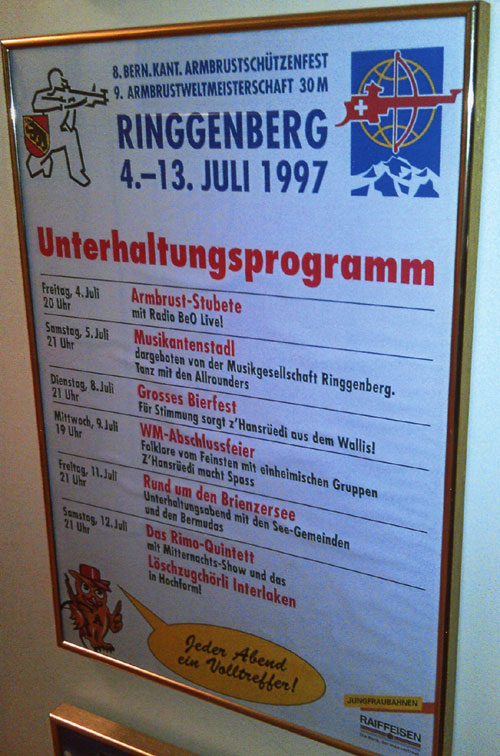 8. BERN. KANT. ARMBRUSTSCHÜTZENFEST
9. ARMBRUSTWELTMEISTERSCHAFT 30 M
RINGGENBERG
4.–13. JULI 1997
Unterhaltungsprogramm
Freitag, 4. Juli
20 Uhr
Armbrust-Stubete
mit Radio BeO Live!
Samstag, 5. Juli
21 Uhr
Musikantenstadl
dargeboten von der Musikgesellschaft Ringgenberg.
Tanz mit den Allrounders
Dienstag, 8. Juli
21 Uhr
Grosses Bierfest
Für Stimmung sorgt z'Hansrüedi aus dem Wallis!
Mittwoch, 9. Juli
19 Uhr
WM-Abschlussfeier
Folklore vom Feinsten mit einheimischen Gruppen
Z'Hansrüedi macht Spass
Freitag, 11. Juli
21 Uhr
Rund um den Brienzersee
Unterhaltungsabend mit den See-Gemeinden
und den Bermudas
Samstag, 12. Juli
21 Uhr
Das Rimo-Quintett
mit Mitternachts-Show und das
Löschzugchörli Interlaken
in Hochform!
Jeder Abend
ein Volltreffer!
JUNGFRAUBAHNEN
RAIFFEISEN